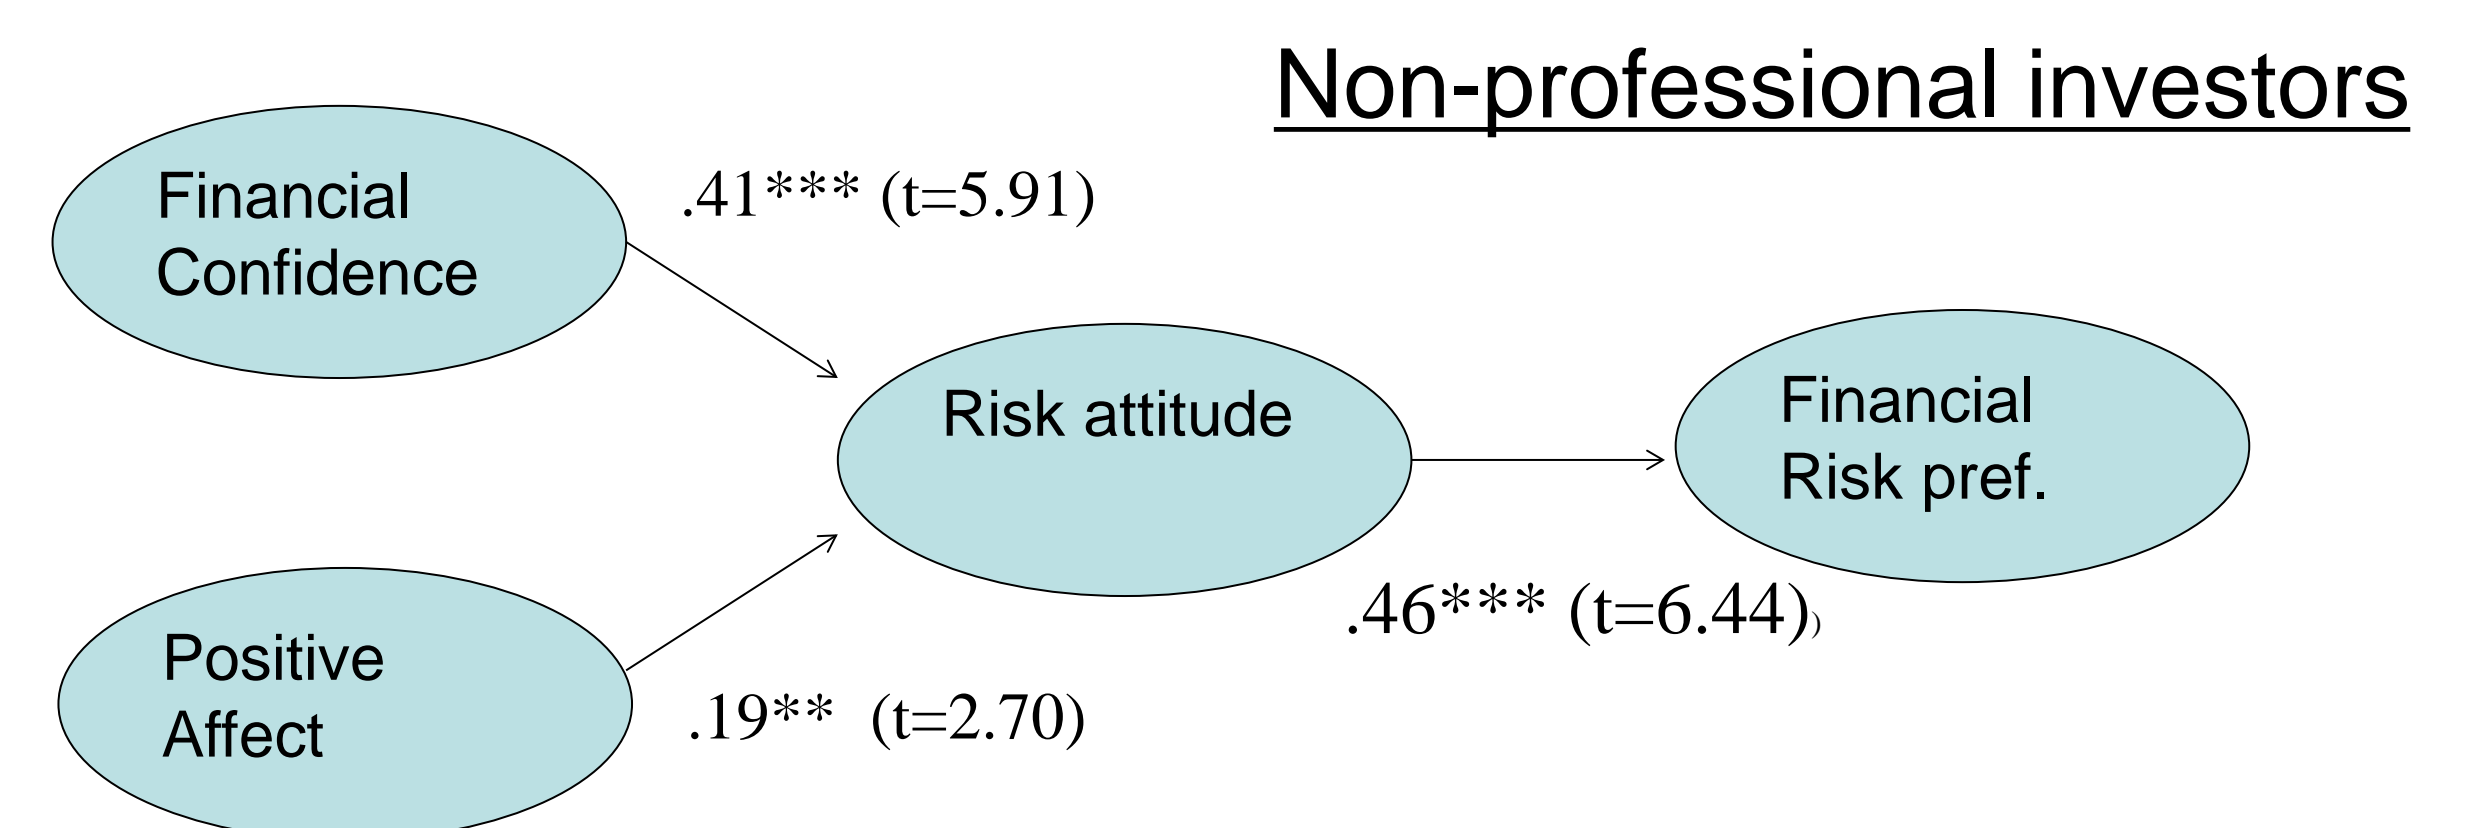 Non-professional investors
Financial
Confidence
.41*** (t=5.91)
Risk attitude
Financial
Risk pref.
.46*** (t=6.44))
Positive
Affect
.19** (t=2.70)